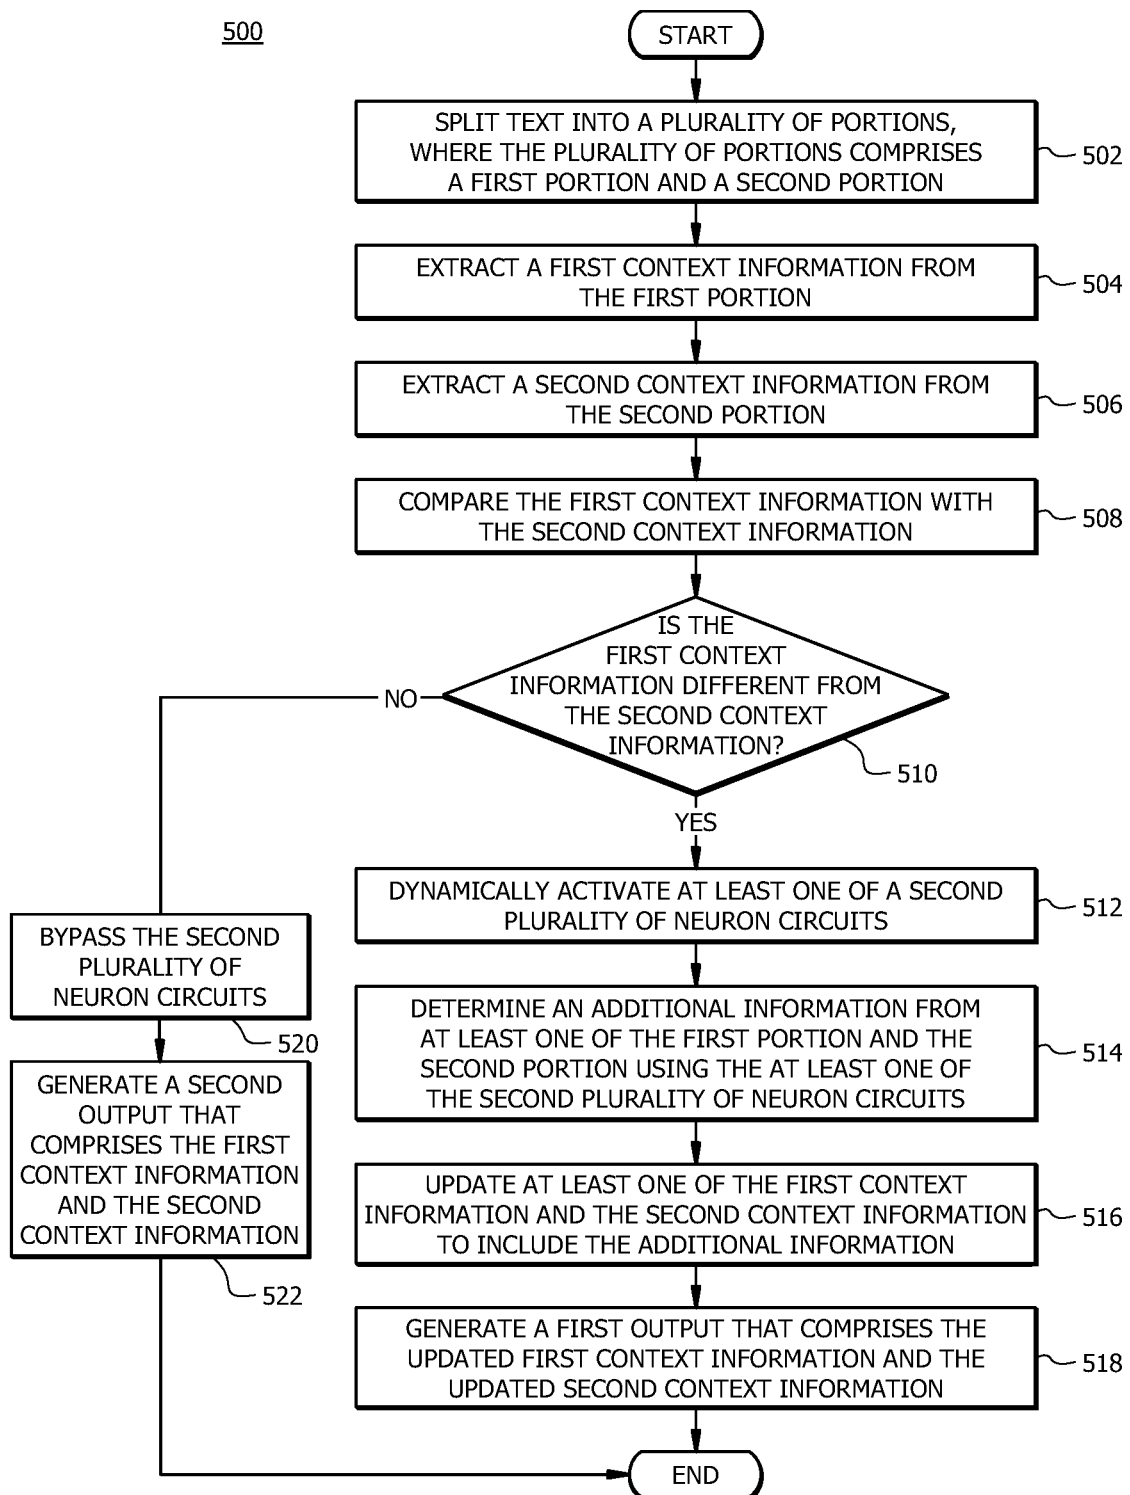 500
START
SPLIT TEXT INTO A PLURALITY OF PORTIONS,
WHERE THE PLURALITY OF PORTIONS COMPRISES
A FIRST PORTION AND A SECOND PORTION
502
EXTRACT A FIRST CONTEXT INFORMATION FROM
THE FIRST PORTION
504
EXTRACT A SECOND CONTEXT INFORMATION FROM
THE SECOND PORTION
506
COMPARE THE FIRST CONTEXT INFORMATION WITH
THE SECOND CONTEXT INFORMATION
508
IS THE
FIRST CONTEXT
INFORMATION DIFFERENT FROM
THE SECOND CONTEXT
INFORMATION?
510
NO
YES
DYNAMICALLY ACTIVATE AT LEAST ONE OF A SECOND
PLURALITY OF NEURON CIRCUITS
512
DETERMINE AN ADDITIONAL INFORMATION FROM
AT LEAST ONE OF THE FIRST PORTION AND THE
SECOND PORTION USING THE AT LEAST ONE OF
THE SECOND PLURALITY OF NEURON CIRCUITS
514
UPDATE AT LEAST ONE OF THE FIRST CONTEXT
INFORMATION AND THE SECOND CONTEXT INFORMATION
TO INCLUDE THE ADDITIONAL INFORMATION
516
GENERATE A FIRST OUTPUT THAT COMPRISES THE
UPDATED FIRST CONTEXT INFORMATION AND THE
UPDATED SECOND CONTEXT INFORMATION
518
BYPASS THE SECOND
PLURALITY OF
NEURON CIRCUITS
520
GENERATE A SECOND
OUTPUT THAT
COMPRISES THE FIRST
CONTEXT INFORMATION
AND THE SECOND
CONTEXT INFORMATION
522
END